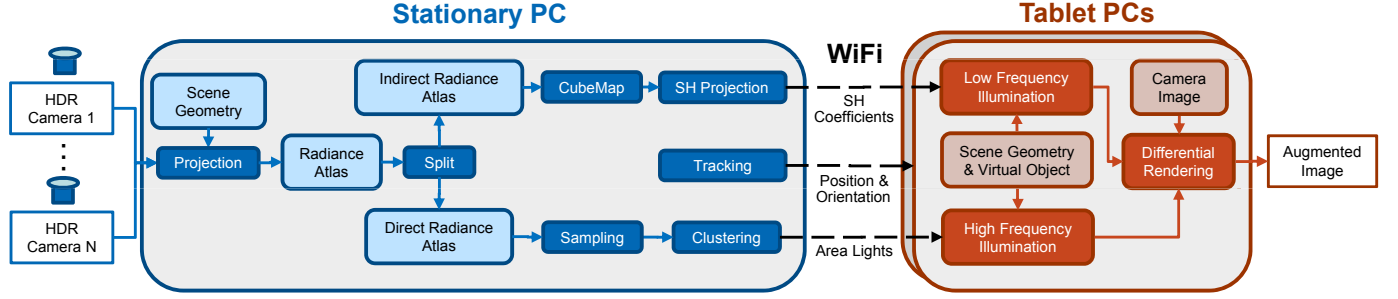 Stationary PC
Tablet PCs
WiFi
HDR
Camera 1
HDR
Camera N
Scene
Geometry
Projection
Radiance
Atlas
Split
Indirect Radiance
Atlas
CubeMap
SH Projection
Tracking
Direct Radiance
Atlas
Sampling
Clustering
SH
Coefficients
Position &
Orientation
Area Lights
Low Frequency
Illumination
Camera
Image
Scene Geometry
& Virtual Object
Differential
Rendering
High Frequency
Illumination
Augmented
Image